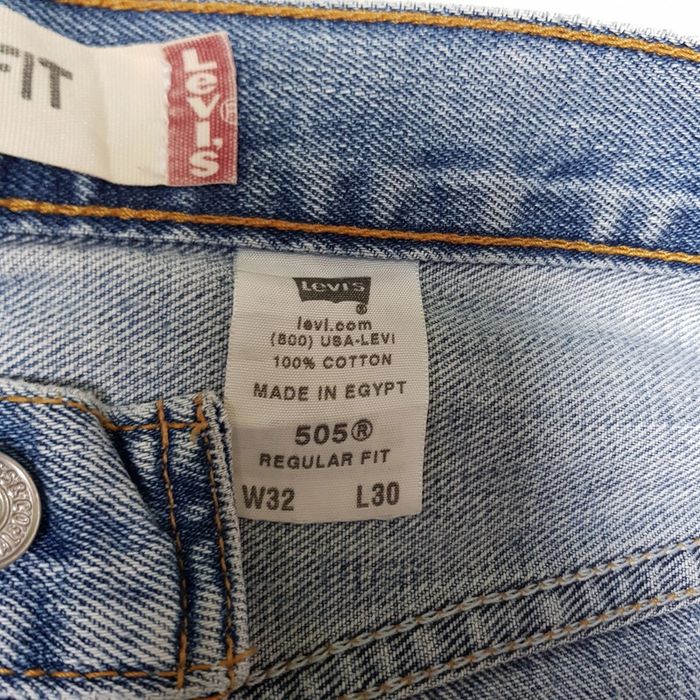 FIT
LEVI'S
®
Levi's
®
levi.com
(800) USA-LEVI
100% COTTON
MADE IN EGYPT
505®
REGULAR FIT
W32 L30